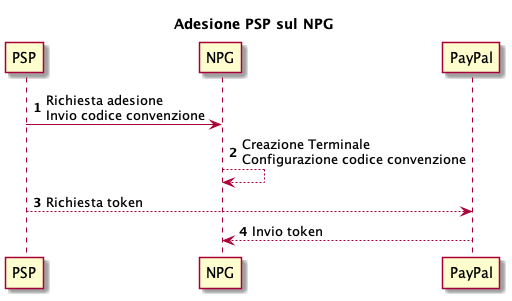 Adesione PSP sul NPG
PSP
NPG
PayPal
1 Richiesta adesione
Invio codice convenzione
2 Creazione Terminale
Configurazione codice convenzione
3 Richiesta token
4 Invio token
PSP
NPG
PayPal